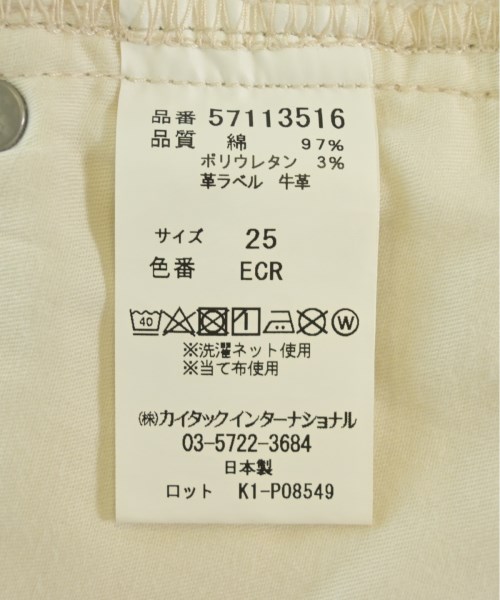 品番 57113516
品質 綿 97%
ポリウレタン 3%
革ラベル 牛革
サイズ 25
色番 ECR
40 W
※洗濯ネット使用
※当て布使用
㈱カイタックインターナショナル
03-5722-3684
日本製
ロット K1-P08549